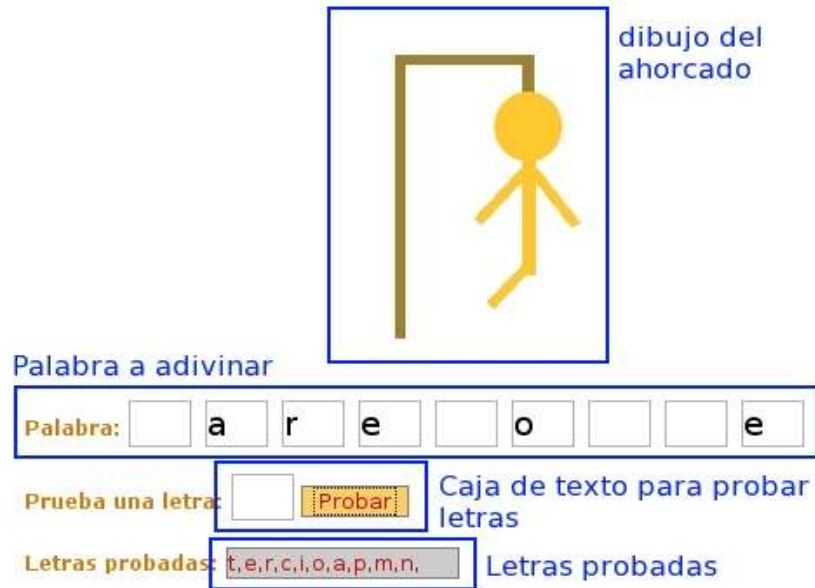 dibujo del
ahorcado
Palabra a adivinar
Palabra: a r e o e
Prueba una letra: Probar
Caja de texto para probar
letras
Letras probadas: t,e,r,c,i,o,a,p,m,n,
Letras probadas